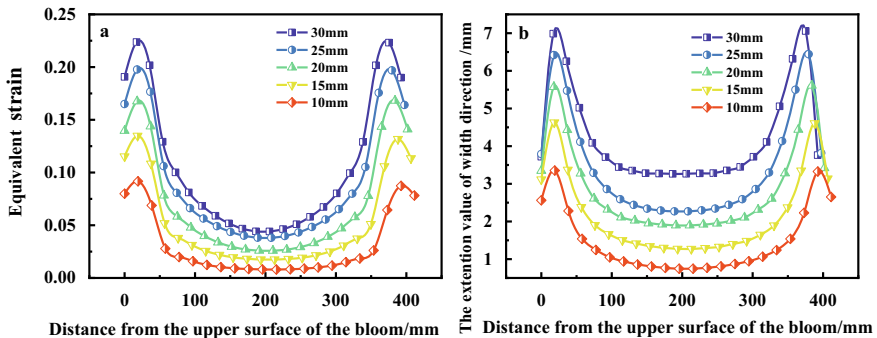 a
30mm
25mm
20mm
15mm
10mm
0.25
0.20
0.15
0.10
0.05
0.00
0 100 200 300 400
Equivalent strain
Distance from the upper surface of the bloom/mm
b
30mm
25mm
20mm
15mm
10mm
7
6
5
4
3
2
1
0 100 200 300 400
The extention value of width direction /mm
Distance from the upper surface of the bloom/mm